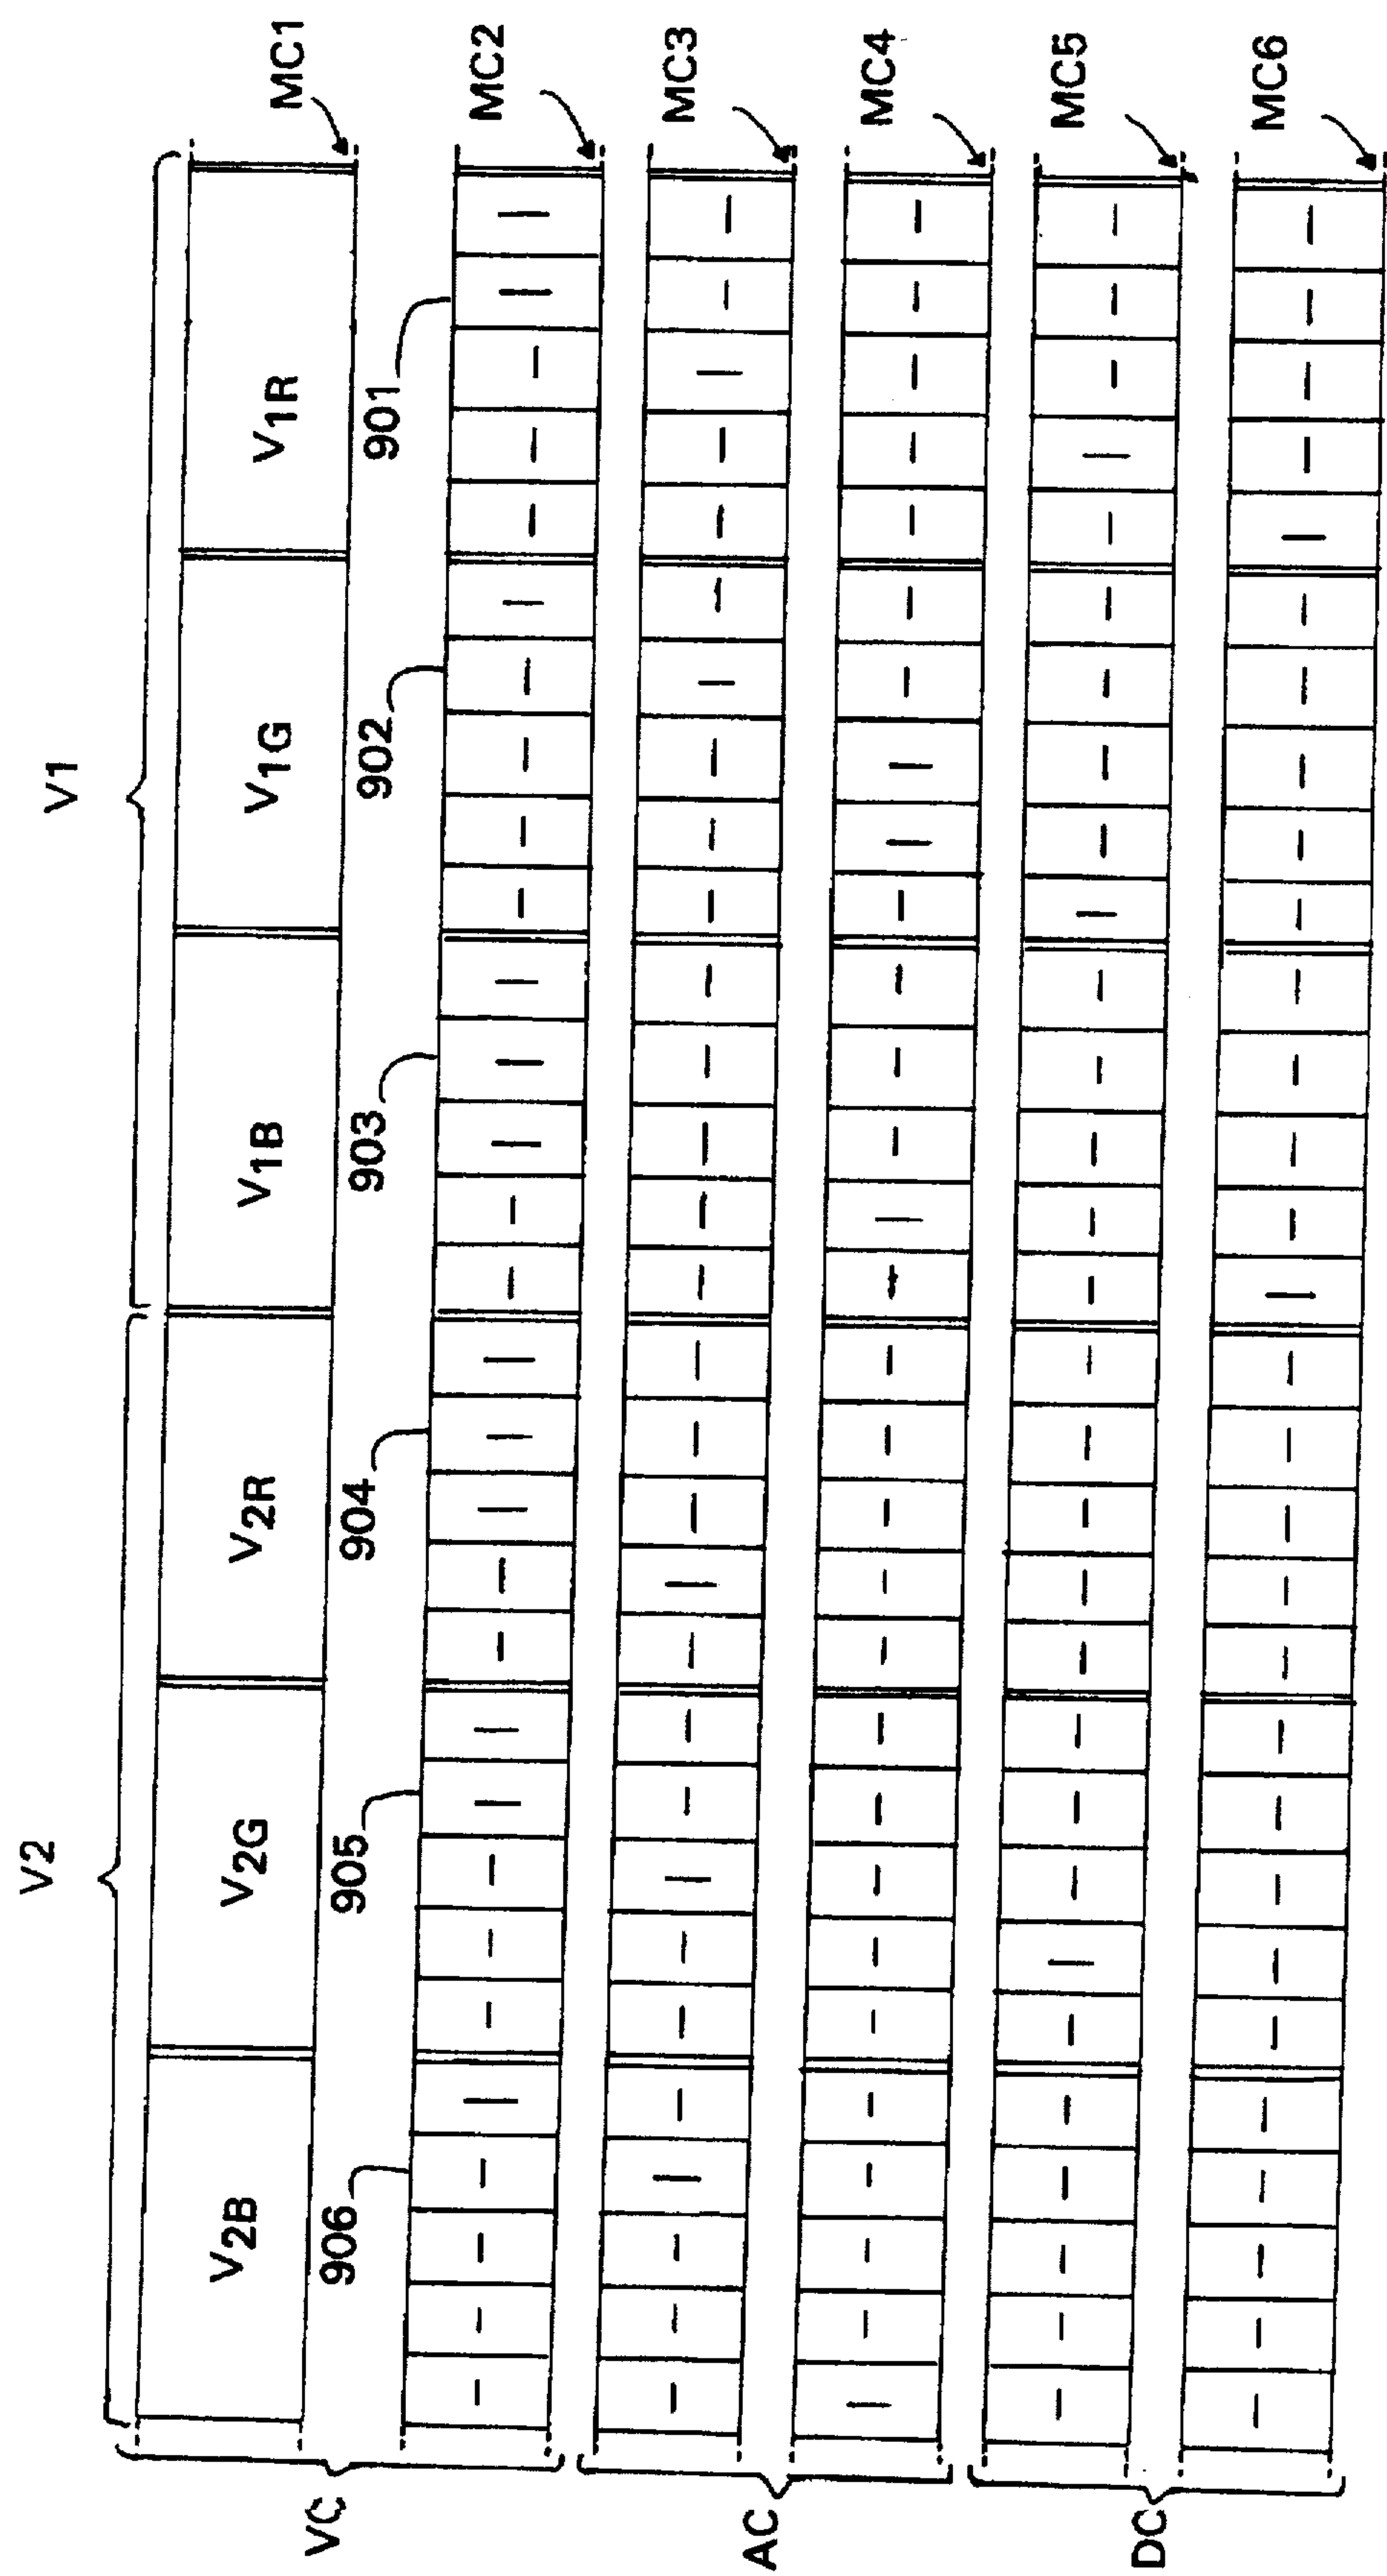 V2
V1
V2B
V2G
V2R
V1B
V1G
V1R
MC1
906
905
904
903
902
901
VC
MC2
MC3
AC
MC4
MC5
DC
MC6